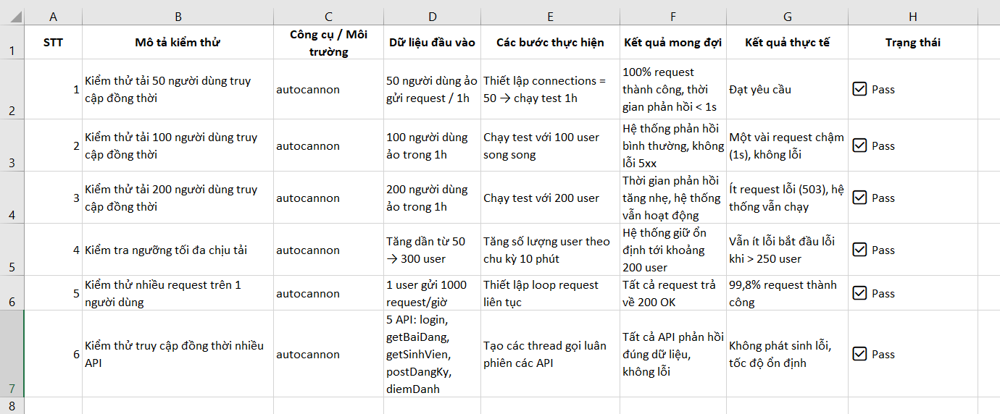 A B C D E F G H
1 STT Mô tả kiểm thử Công cụ / Môi trường Dữ liệu đầu vào Các bước thực hiện Kết quả mong đợi Kết quả thực tế Trạng thái
2 1 Kiểm thử tải 50 người dùng truy cập đồng thời autocannon 50 người dùng ảo gửi request / 1h Thiết lập connections = 50 → chạy test 1h 100% request thành công, thời gian phản hồi < 1s Đạt yêu cầu Pass
3 2 Kiểm thử tải 100 người dùng truy cập đồng thời autocannon 100 người dùng ảo trong 1h Chạy test với 100 user song song Hệ thống phản hồi bình thường, không lỗi 5xx Một vài request chậm (1s), không lỗi Pass
4 3 Kiểm thử tải 200 người dùng truy cập đồng thời autocannon 200 người dùng ảo trong 1h Chạy test với 200 user Thời gian phản hồi tăng nhẹ, hệ thống vẫn hoạt động Ít request lỗi (503), hệ thống vẫn chạy Pass
5 4 Kiểm tra ngưỡng tối đa chịu tải autocannon Tăng dần từ 50 → 300 user Tăng số lượng user theo chu kỳ 10 phút Hệ thống giữ ổn định tới khoảng 200 user Vẫn ít lỗi bắt đầu lỗi khi > 250 user Pass
6 5 Kiểm thử nhiều request trên 1 người dùng autocannon 1 user gửi 1000 request/giờ Thiết lập loop request liên tục Tất cả request trả về 200 OK 99,8% request thành công Pass
7 6 Kiểm thử truy cập đồng thời nhiều API autocannon 5 API: login, getBaiDang, getSinhVien, postDangKy, diemDanh Tạo các thread gọi luân phiên các API Tất cả API phản hồi đúng dữ liệu, không lỗi Không phát sinh lỗi, tốc độ ổn định Pass
8